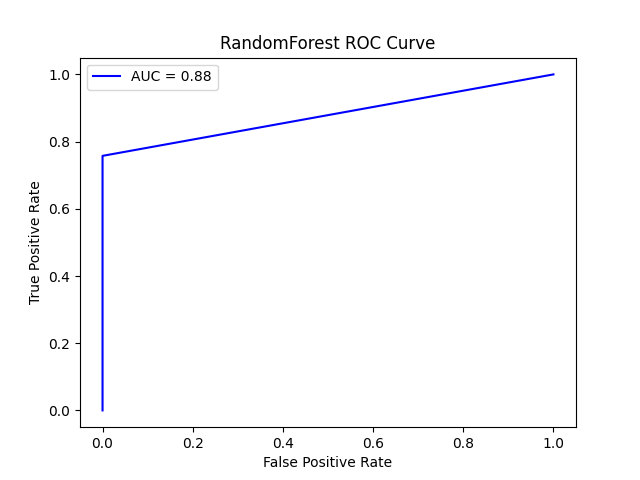 RandomForest ROC Curve
AUC = 0.88
True Positive Rate
1.0
0.8
0.6
0.4
0.2
0.0
0.0 0.2 0.4 0.6 0.8 1.0
False Positive Rate